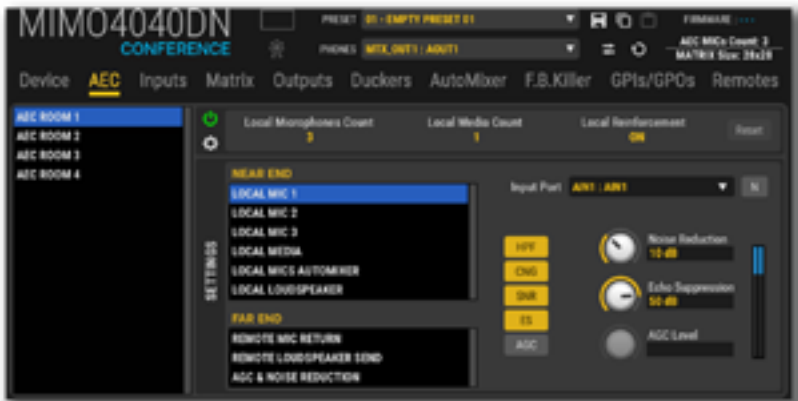 MIMO4040DN
CONFERENCE
PRESET 01 - EMPTY PRESET 01
FIRMWARE :
PHONES MTX_OUT1 : AOUT1
AEC MICs Count: 3
MATRIX Size: 28x28
Device AEC Inputs Matrix Outputs Duckers AutoMixer F.B.Killer GPIs/GPOs Remotes
AEC ROOM 1
AEC ROOM 2
AEC ROOM 3
AEC ROOM 4
Local Microphones Count
3
Local Media Count
1
Local Reinforcement
ON
Reset
SETTINGS
NEAR END
LOCAL MIC 1
LOCAL MIC 2
LOCAL MIC 3
LOCAL MEDIA
LOCAL MICS AUTOMIXER
LOCAL LOUDSPEAKER
FAR END
REMOTE MIC RETURN
REMOTE LOUDSPEAKER SEND
AGC & NOISE REDUCTION
Input Port AIN1 : AIN1 N
HPF
CNG
SNR
ES
AGC
Noise Reduction
10 dB
Echo Suppression
50 dB
AGC Level